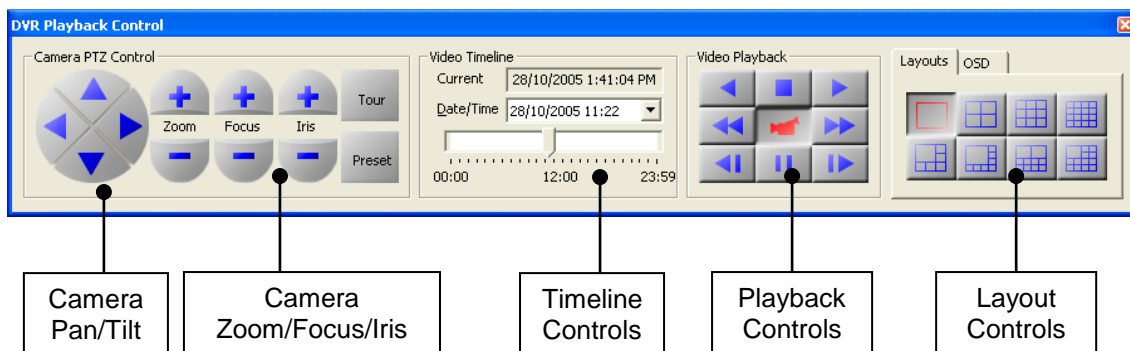 DVR Playback Control
Camera PTZ Control
Zoom
Focus
Iris
Tour
Preset
Video Timeline
Current 28/10/2005 1:41:04 PM
Date/Time 28/10/2005 11:22
00:00 12:00 23:59
Video Playback
Layouts OSD
Camera
Pan/Tilt
Camera
Zoom/Focus/Iris
Timeline
Controls
Playback
Controls
Layout
Controls